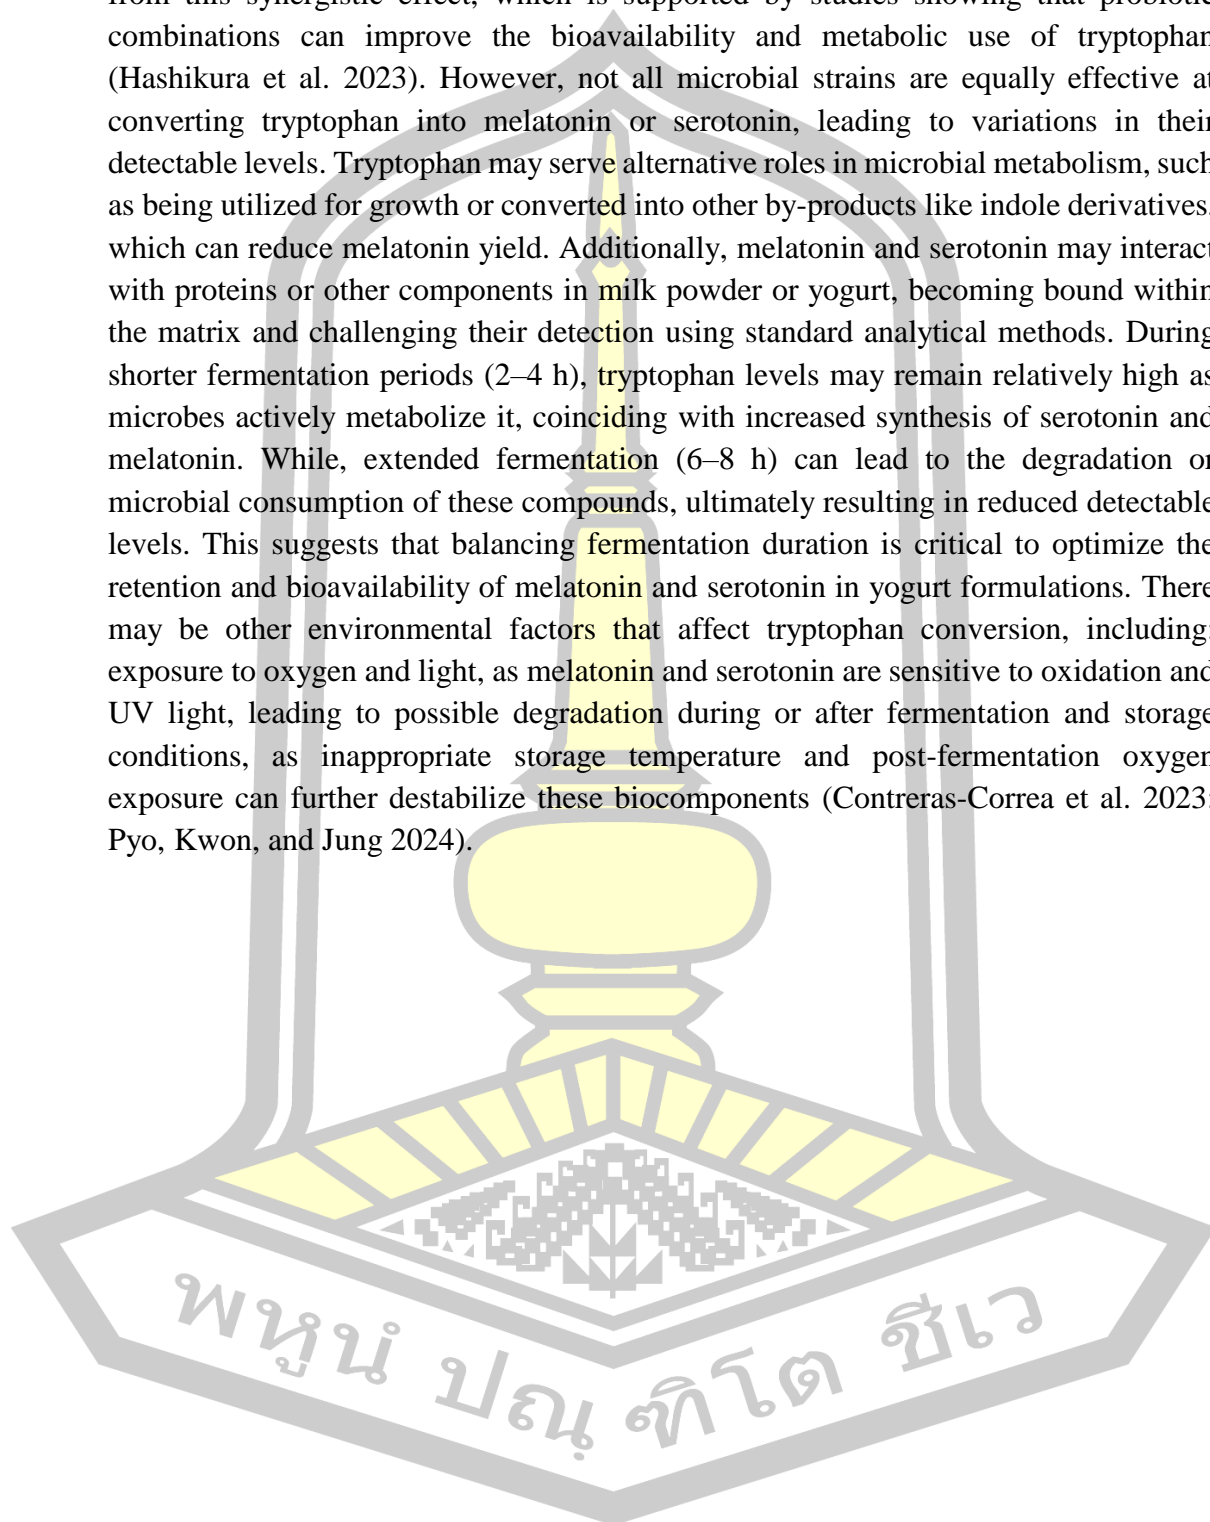 from this synergistic effect, which is supported by studies showing that probiotic
combinations can improve the bioavailability and metabolic use of tryptophan
(Hashikura et al. 2023). However, not all microbial strains are equally effective at
converting tryptophan into melatonin or serotonin, leading to variations in their
detectable levels. Tryptophan may serve alternative roles in microbial metabolism, such
as being utilized for growth or converted into other by-products like indole derivatives,
which can reduce melatonin yield. Additionally, melatonin and serotonin may interact
with proteins or other components in milk powder or yogurt, becoming bound within
the matrix and challenging their detection using standard analytical methods. During
shorter fermentation periods (2–4 h), tryptophan levels may remain relatively high as
microbes actively metabolize it, coinciding with increased synthesis of serotonin and
melatonin. While, extended fermentation (6–8 h) can lead to the degradation or
microbial consumption of these compounds, ultimately resulting in reduced detectable
levels. This suggests that balancing fermentation duration is critical to optimize the
retention and bioavailability of melatonin and serotonin in yogurt formulations. There
may be other environmental factors that affect tryptophan conversion, including:
exposure to oxygen and light, as melatonin and serotonin are sensitive to oxidation and
UV light, leading to possible degradation during or after fermentation and storage
conditions, as inappropriate storage temperature and post-fermentation oxygen
exposure can further destabilize these biocomponents (Contreras-Correa et al. 2023;
Pyo, Kwon, and Jung 2024).
พหูนํ ปณฺฑิโต ชีเว